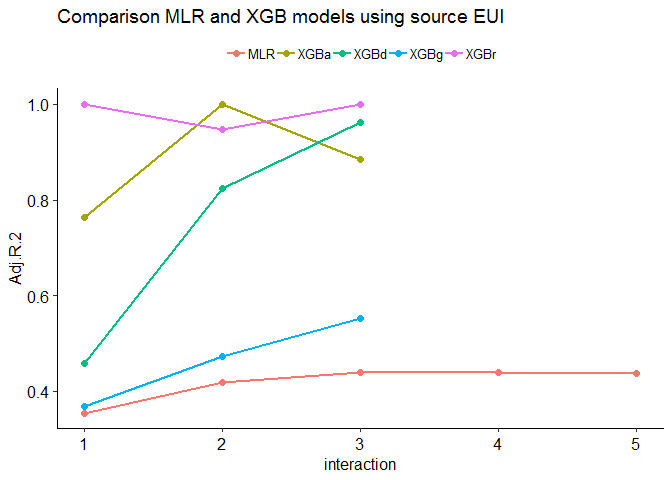 Comparison MLR and XGB models using source EUI
MLR XGBa XGBd XGBg XGBr
1.0
0.8
0.6
0.4
Adj.R.2
1 2 3 4 5
interaction